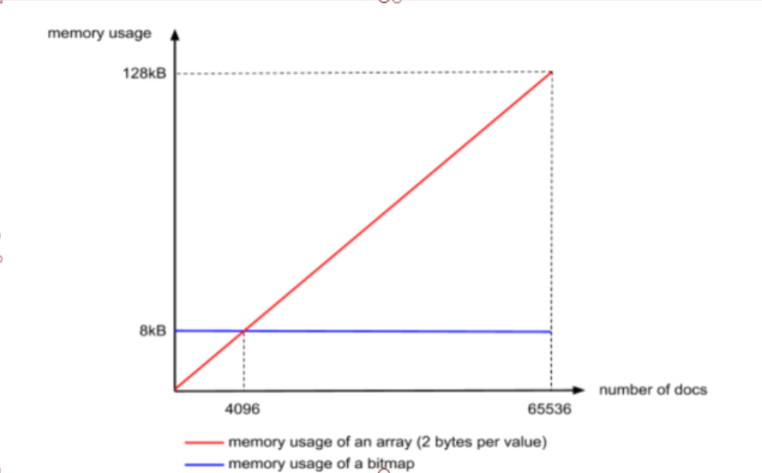 memory usage
128kB
8kB
number of docs
4096
65536
memory usage of an array (2 bytes per value)
memory usage of a bitmap